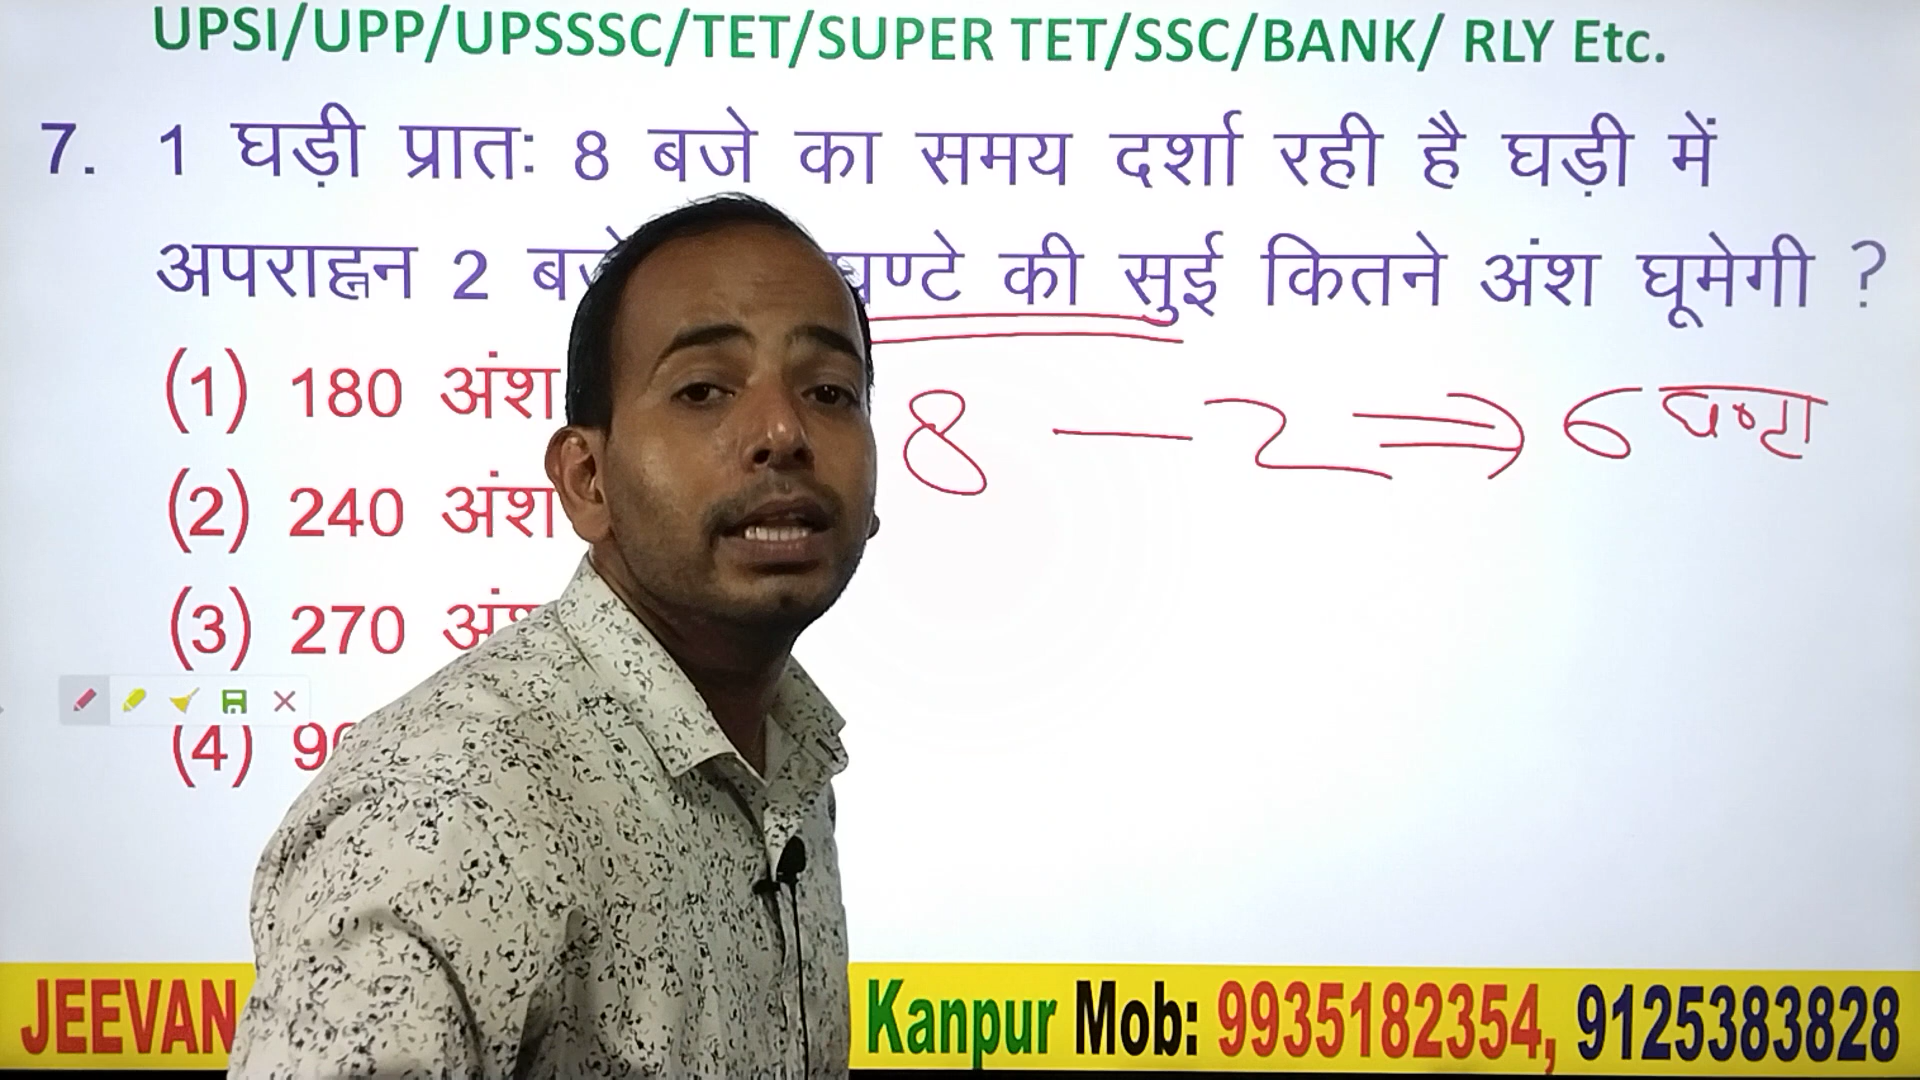 UPSI/UPP/UPSSSC/TET/SUPER TET/SSC/BANK/ RLY Etc.
7. 1 घड़ी प्रातः 8 बजे का समय दर्शा रही है घड़ी में
अपराह्नन 2 घण्टे की सुई कितने अंश घूमेगी ?
(1) 180 अंश
8 — 2 ⇒ 6 घण्टा
(2) 240 अंश
(3) 270
(4)
JEEVAN Kanpur Mob: 9935182354, 9125383828